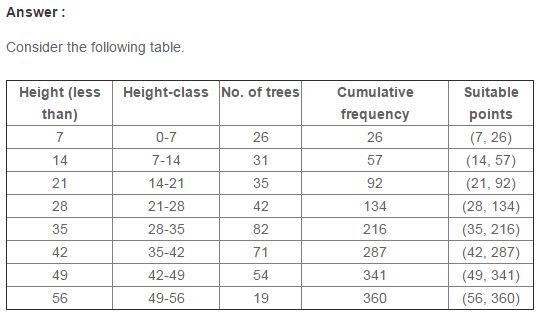 Answer :
Consider the following table.
Height (less than) Height-class No. of trees Cumulative frequency Suitable points
7 0-7 26 26 (7, 26)
14 7-14 31 57 (14, 57)
21 14-21 35 92 (21, 92)
28 21-28 42 134 (28, 134)
35 28-35 82 216 (35, 216)
42 35-42 71 287 (42, 287)
49 42-49 54 341 (49, 341)
56 49-56 19 360 (56, 360)